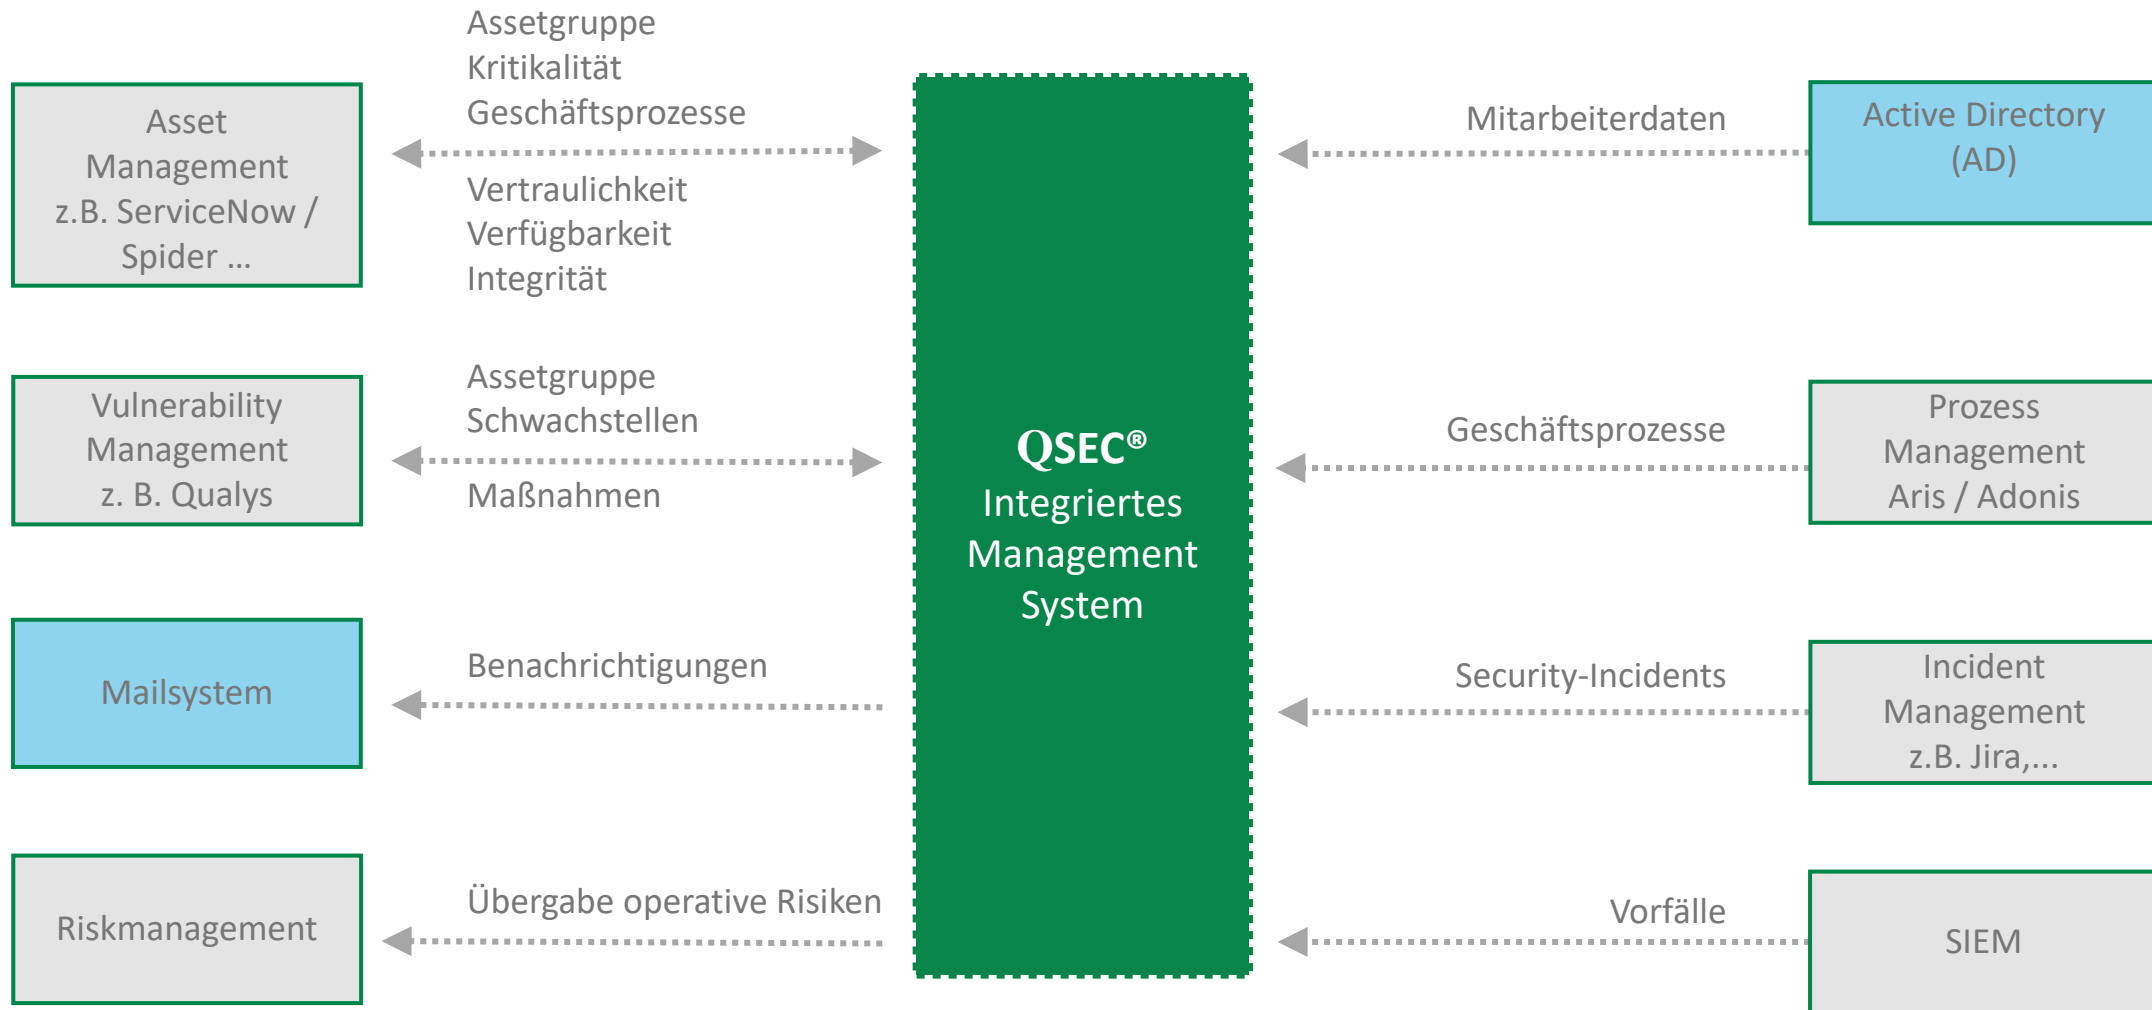 Asset
Management
z.B. ServiceNow /
Spider ...
Assetgruppe
Kritikalität
Geschäftsprozesse
Vertraulichkeit
Verfügbarkeit
Integrität
Vulnerability
Management
z. B. Qualys
Assetgruppe
Schwachstellen
Maßnahmen
Mailsystem
Benachrichtigungen
Riskmanagement
Übergabe operative Risiken
QSEC®
Integriertes
Management
System
Mitarbeiterdaten
Active Directory
(AD)
Geschäftsprozesse
Prozess
Management
Aris / Adonis
Security-Incidents
Incident
Management
z.B. Jira,...
Vorfälle
SIEM